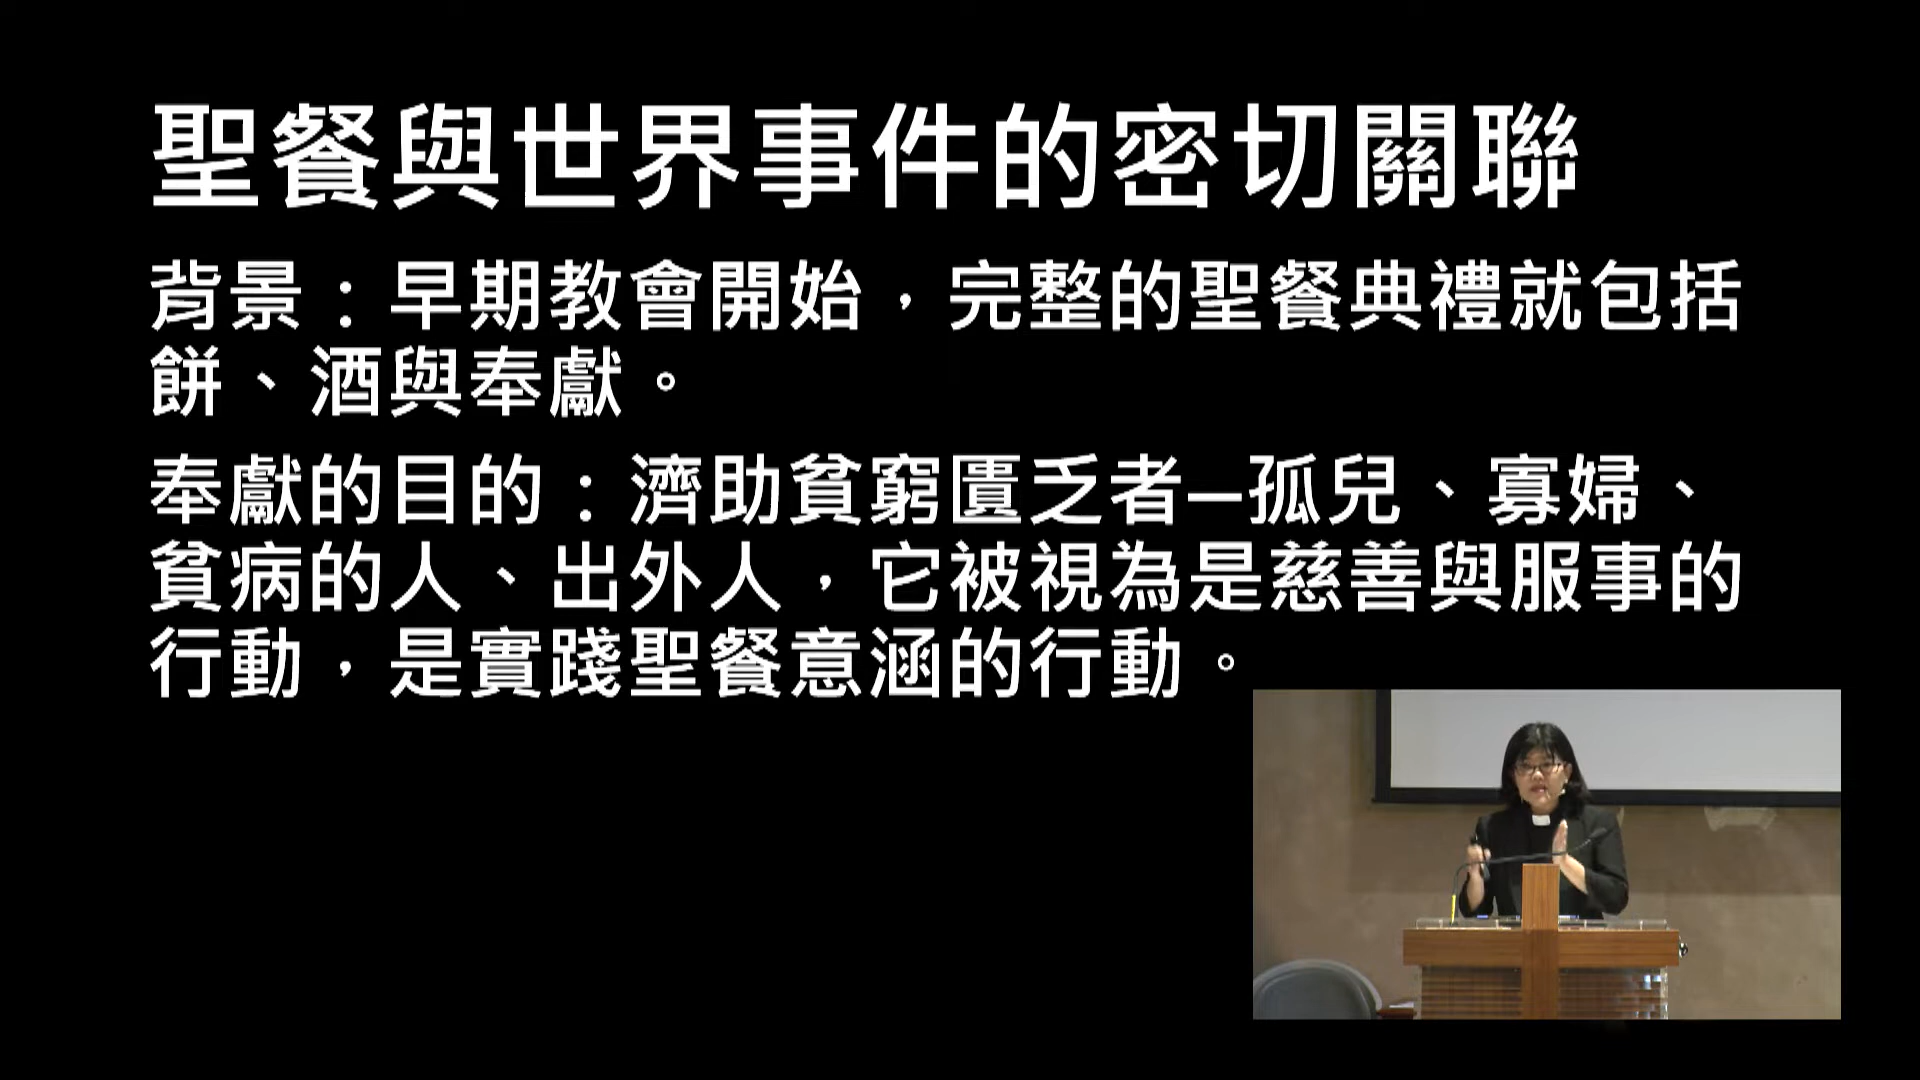 聖餐與世界事件的密切關聯
背景：早期教會開始，完整的聖餐典禮就包括
餅、酒與奉獻。
奉獻的目的：濟助貧窮匱乏者—孤兒、寡婦、
貧病的人、出外人，它被視為是慈善與服事的
行動，是實踐聖餐意涵的行動。